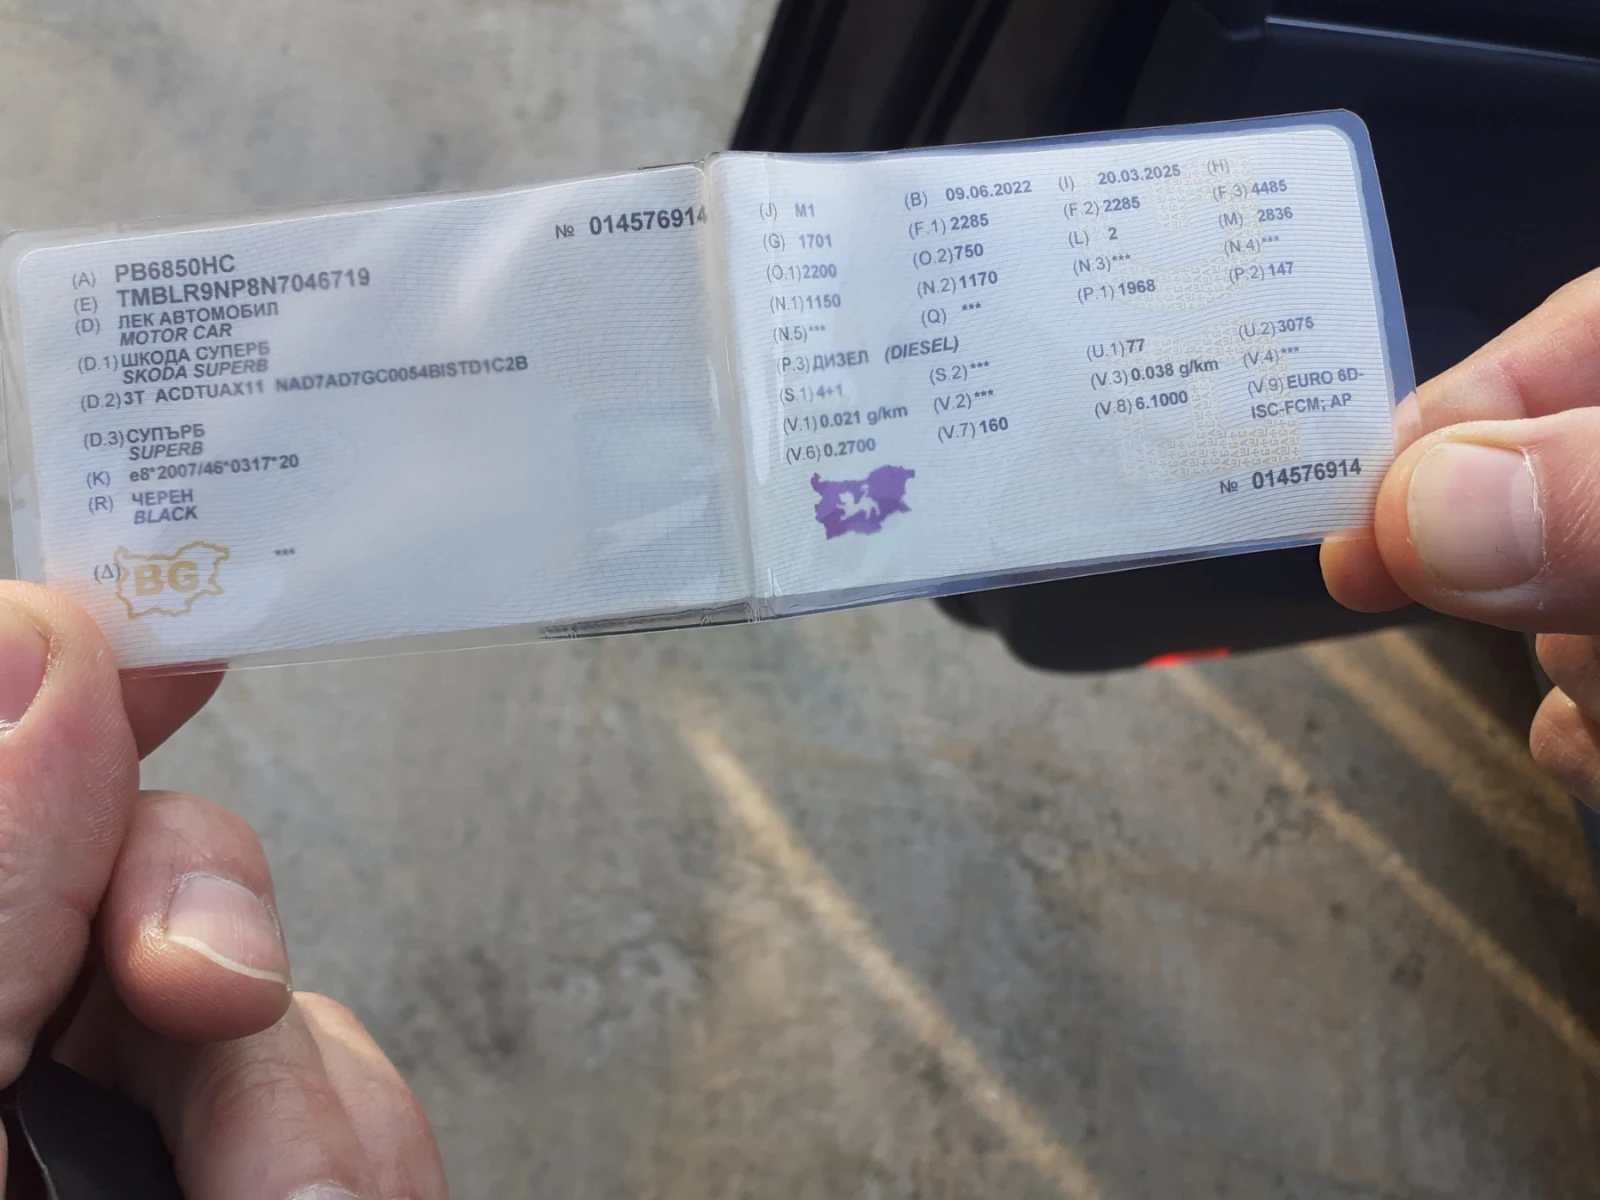 № 014576914
(A) PB6850HC
(E) TMBLR9NP8N7046719
(D) ЛЕК АВТОМОБИЛ
MOTOR CAR
(D.1) ШКОДА СУПЕРБ
SKODA SUPERB
(D.2) 3T ACDTUAX11 NAD7AD7GC0054BISTD1C2B
(D.3) СУПЪРБ
SUPERB
(K) e8*2007/46*0317*20
(R) ЧЕРЕН
BLACK
(Δ) BG ***
(J) M1 (B) 09.06.2022 (I) 20.03.2025 (H)
(G) 1701 (F.1) 2285 (F.2) 2285 (F.3) 4485
(O.1) 2200 (O.2) 750 (L) 2 (M) 2836
(N.1) 1150 (N.2) 1170 (N.3) *** (N.4) ***
(N.5) *** (Q) *** (P.1) 1968 (P.2) 147
(P.3) ДИЗЕЛ (DIESEL)
(S.1) 4+1 (S.2) *** (U.1) 77 (U.2) 3075
(V.1) 0.021 g/km (V.2) *** (V.3) 0.038 g/km (V.4) ***
(V.6) 0.2700 (V.7) 160 (V.8) 6.1000 (V.9) EURO 6D-
ISC-FCM; AP
№ 014576914